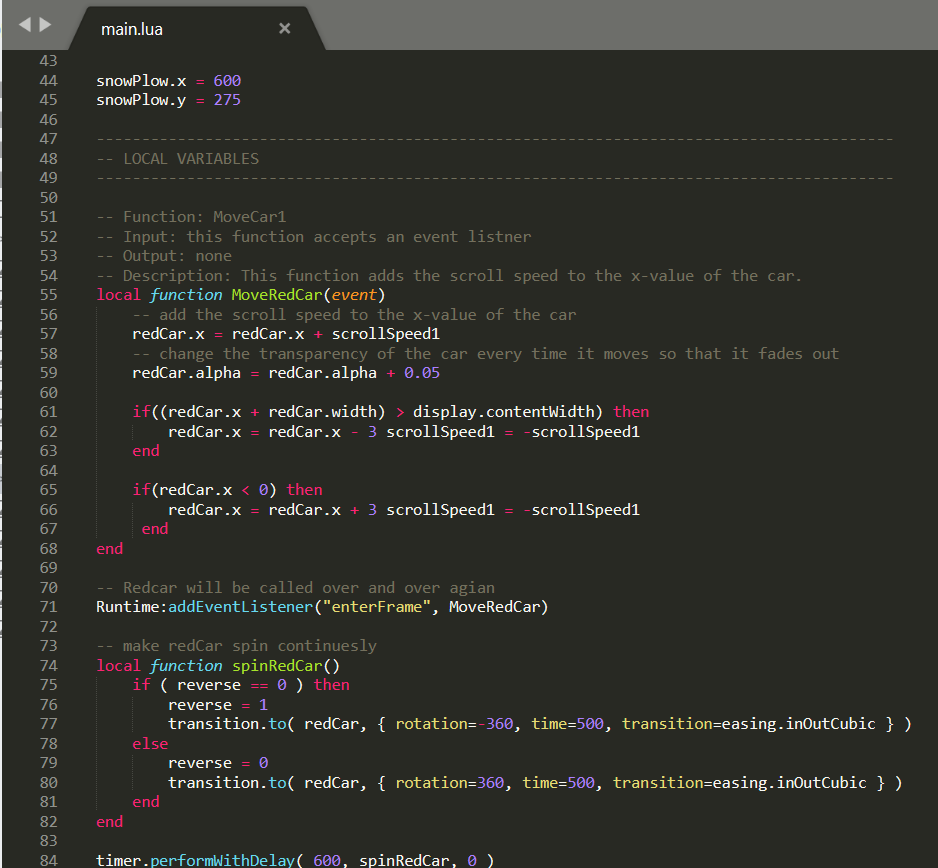 main.lua
43
44 snowPlow.x = 600
45 snowPlow.y = 275
46
47 ----------------------------------------------------------------------------------------
48 -- LOCAL VARIABLES
49 ----------------------------------------------------------------------------------------
50
51 -- Function: MoveCar1
52 -- Input: this function accepts an event listner
53 -- Output: none
54 -- Description: This function adds the scroll speed to the x-value of the car.
55 local function MoveRedCar(event)
56 -- add the scroll speed to the x-value of the car
57 redCar.x = redCar.x + scrollSpeed1
58 -- change the transparency of the car every time it moves so that it fades out
59 redCar.alpha = redCar.alpha + 0.05
60
61 if((redCar.x + redCar.width) > display.contentWidth) then
62 redCar.x = redCar.x - 3 scrollSpeed1 = -scrollSpeed1
63 end
64
65 if(redCar.x < 0) then
66 redCar.x = redCar.x + 3 scrollSpeed1 = -scrollSpeed1
67 end
68 end
69
70 -- Redcar will be called over and over agian
71 Runtime:addEventListener("enterFrame", MoveRedCar)
72
73 -- make redCar spin continuesly
74 local function spinRedCar()
75 if ( reverse == 0 ) then
76 reverse = 1
77 transition.to( redCar, { rotation=-360, time=500, transition=easing.inOutCubic } )
78 else
79 reverse = 0
80 transition.to( redCar, { rotation=360, time=500, transition=easing.inOutCubic } )
81 end
82 end
83
84 timer.performWithDelay( 600, spinRedCar, 0 )